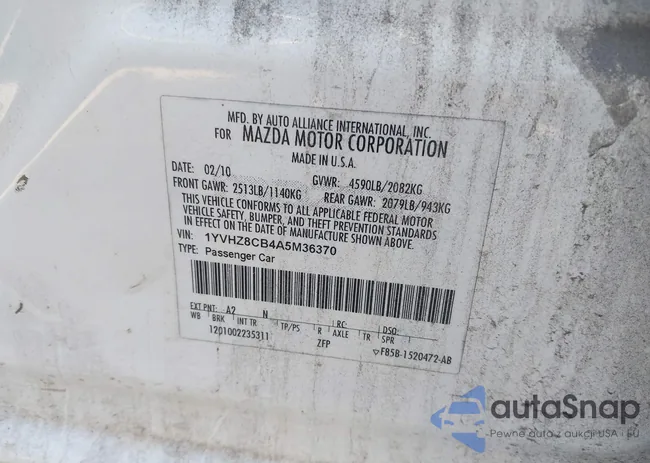 MFD. BY AUTO ALLIANCE INTERNATIONAL, INC.
FOR MAZDA MOTOR CORPORATION
MADE IN U.S.A.
DATE: 02/10 GVWR: 4590LB/2082KG
FRONT GAWR: 2513LB/1140KG REAR GAWR: 2079LB/943KG
THIS VEHICLE CONFORMS TO ALL APPLICABLE FEDERAL MOTOR
VEHICLE SAFETY, BUMPER, AND THEFT PREVENTION STANDARDS
IN EFFECT ON THE DATE OF MANUFACTURE SHOWN ABOVE.
VIN: 1YVHZ8CB4A5M36370
TYPE: Passenger Car
EXT PNT: A2 N RC: DSO:
WB BRK INT TR TP/PS R AXLE TR SPR
1201002235311 ZFP F85B-1520472-AB
autoSnap
Pewne auta z aukcji USA i EU